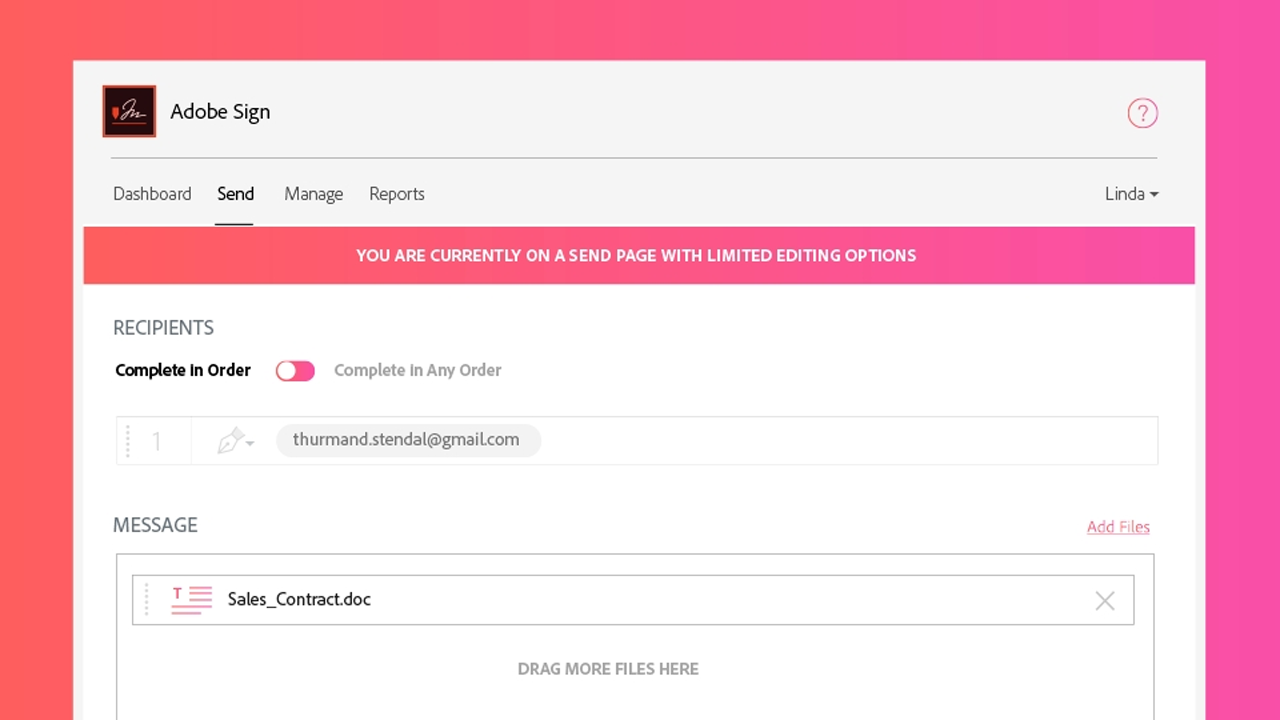 Adobe Sign
?
Dashboard Send Manage Reports Linda
YOU ARE CURRENTLY ON A SEND PAGE WITH LIMITED EDITING OPTIONS
RECIPIENTS
Complete In Order Complete In Any Order
1 thurmand.stendal@gmail.com
MESSAGE Add Files
T Sales_Contract.doc
DRAG MORE FILES HERE